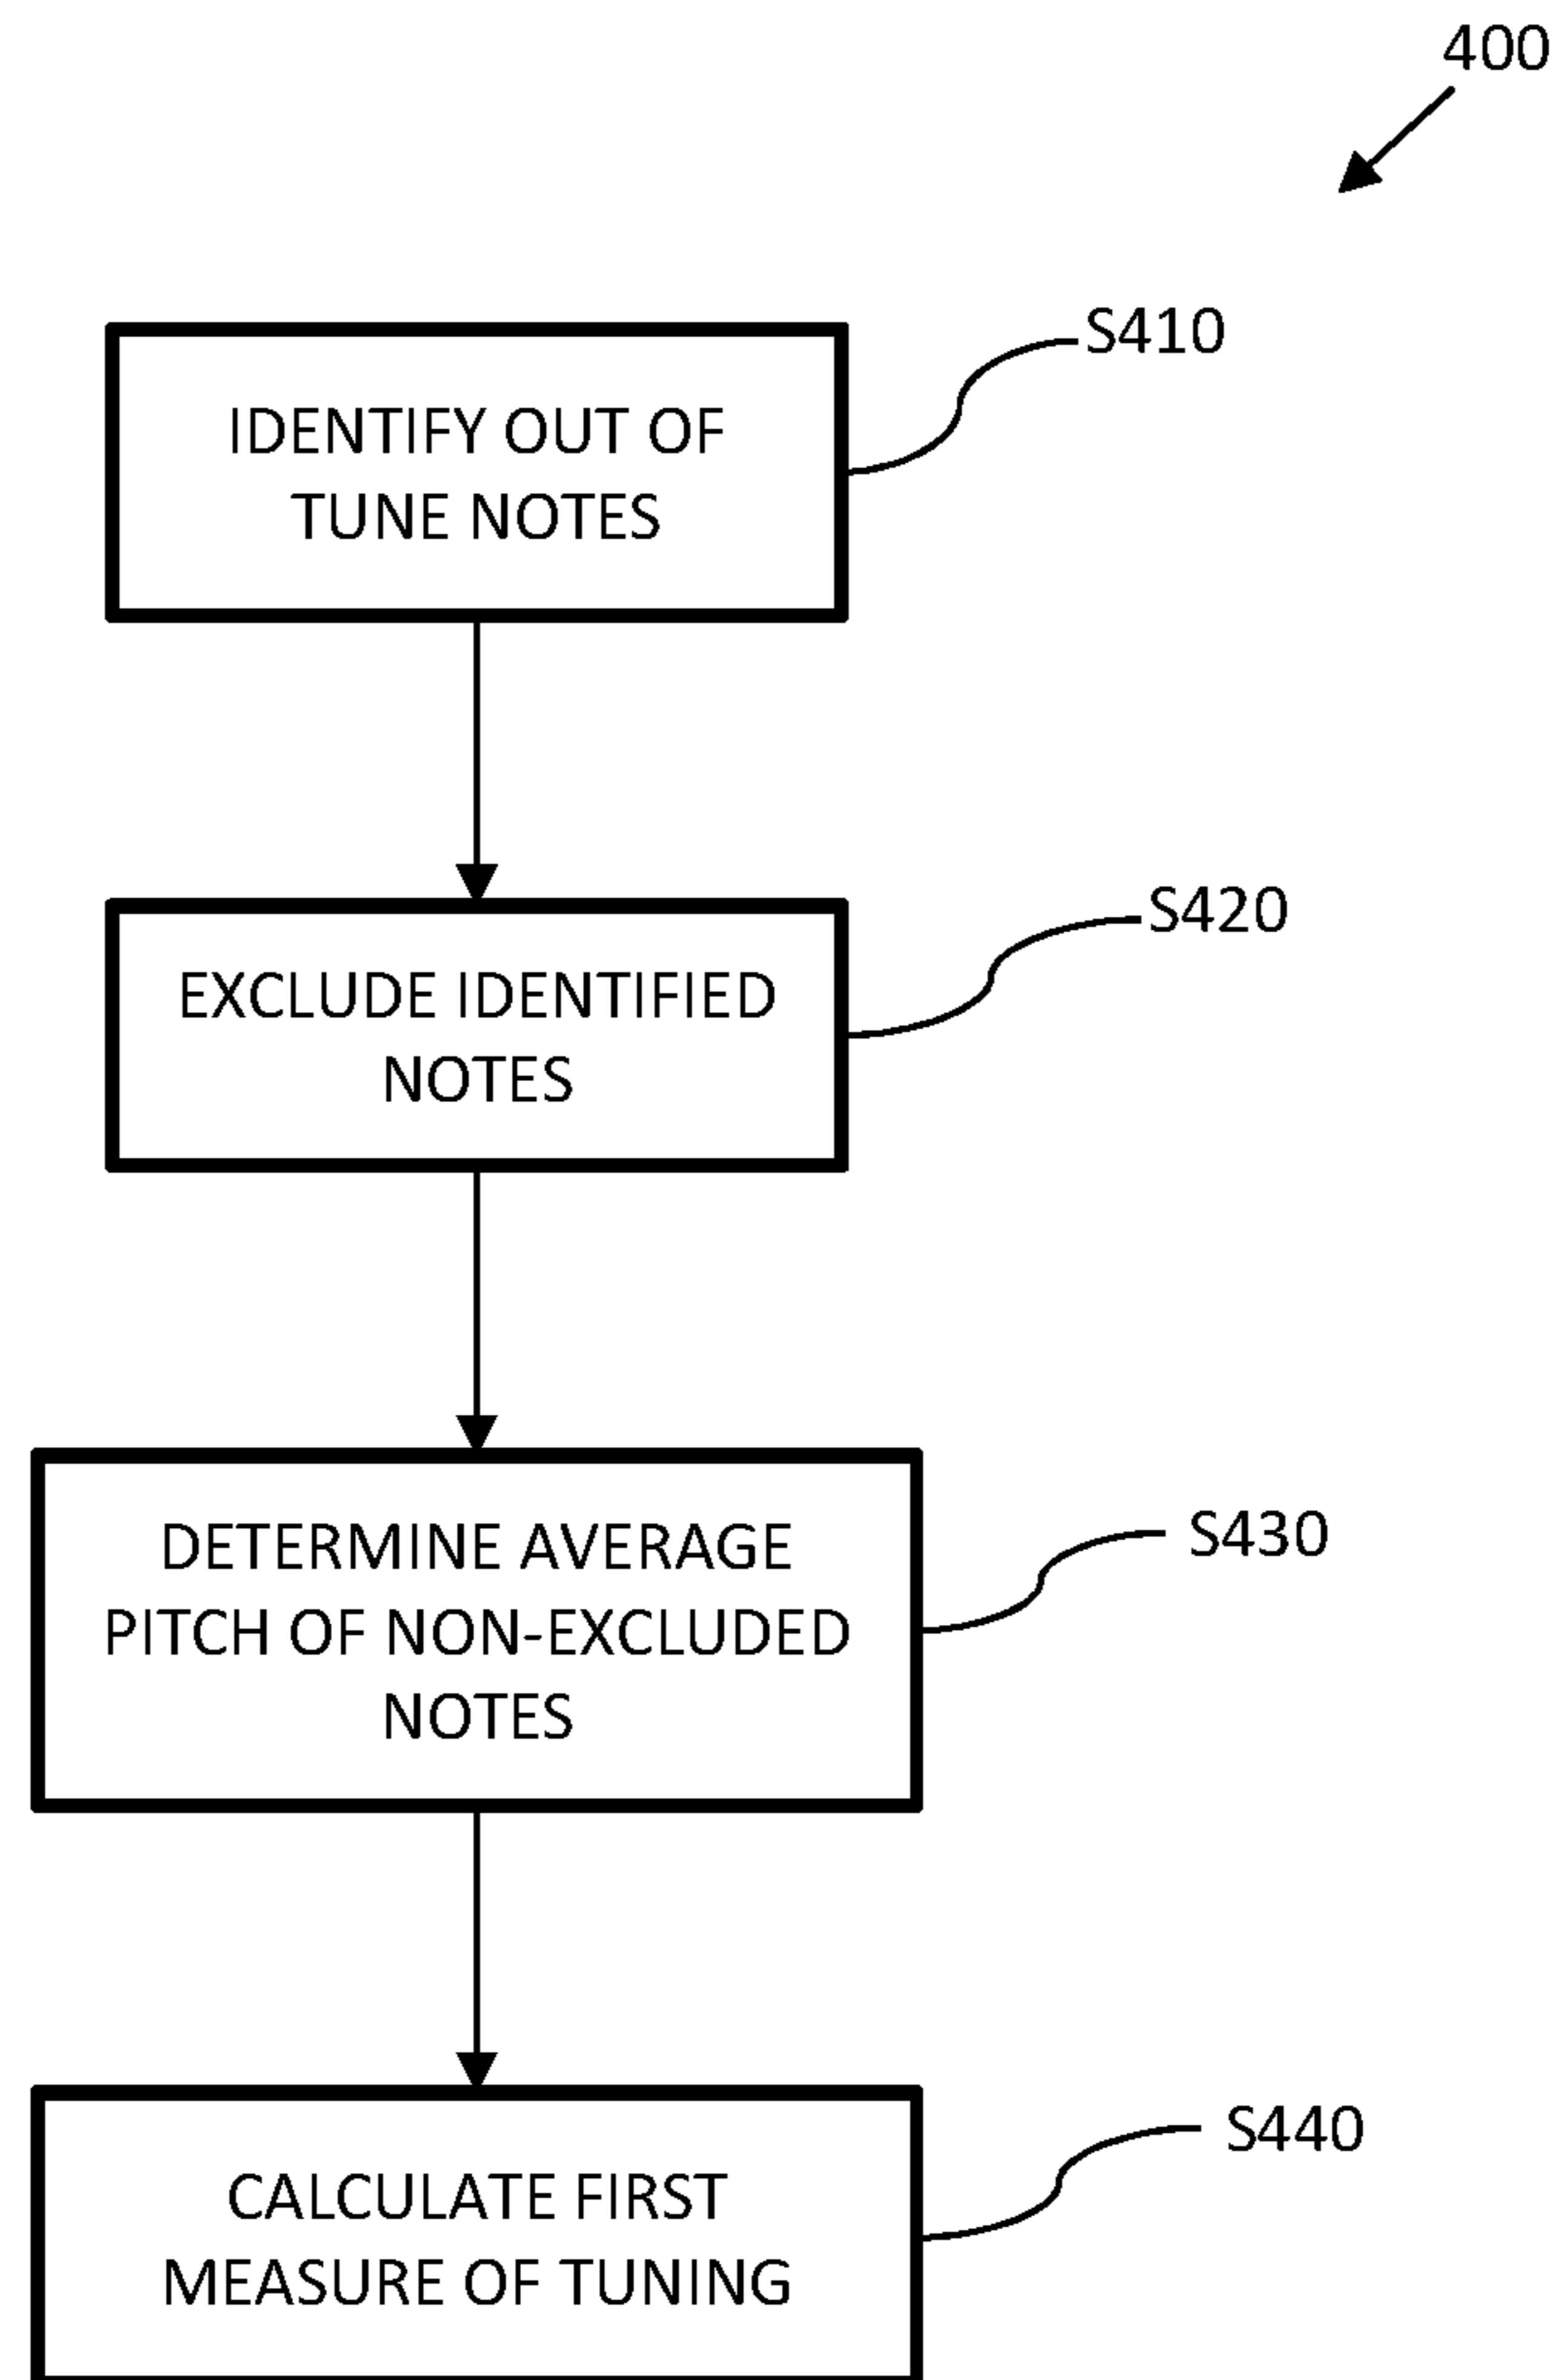 400
S410
IDENTIFY OUT OF
TUNE NOTES
S420
EXCLUDE IDENTIFIED
NOTES
S430
DETERMINE AVERAGE
PITCH OF NON-EXCLUDED
NOTES
S440
CALCULATE FIRST
MEASURE OF TUNING